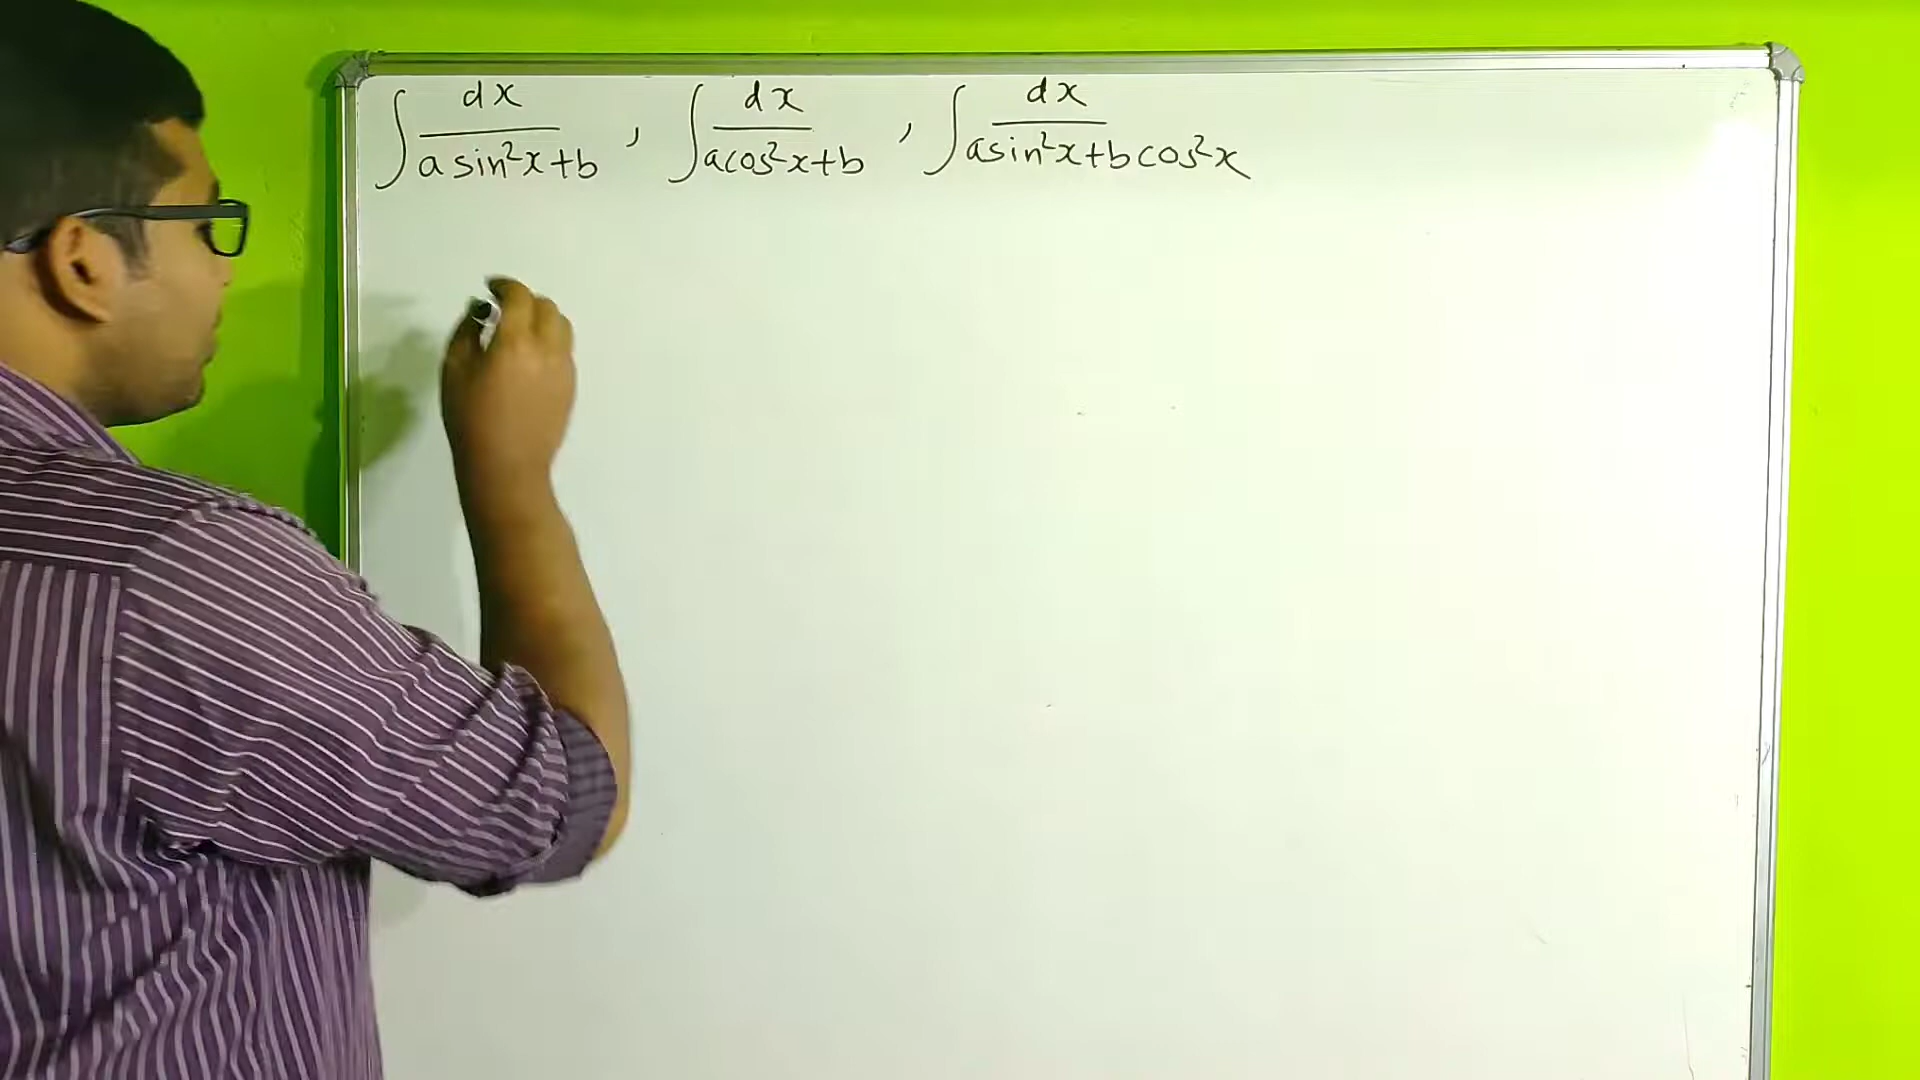 ∫ dx / (a sin²x + b) , ∫ dx / (a cos²x + b) , ∫ dx / (a sin²x + b cos²x)